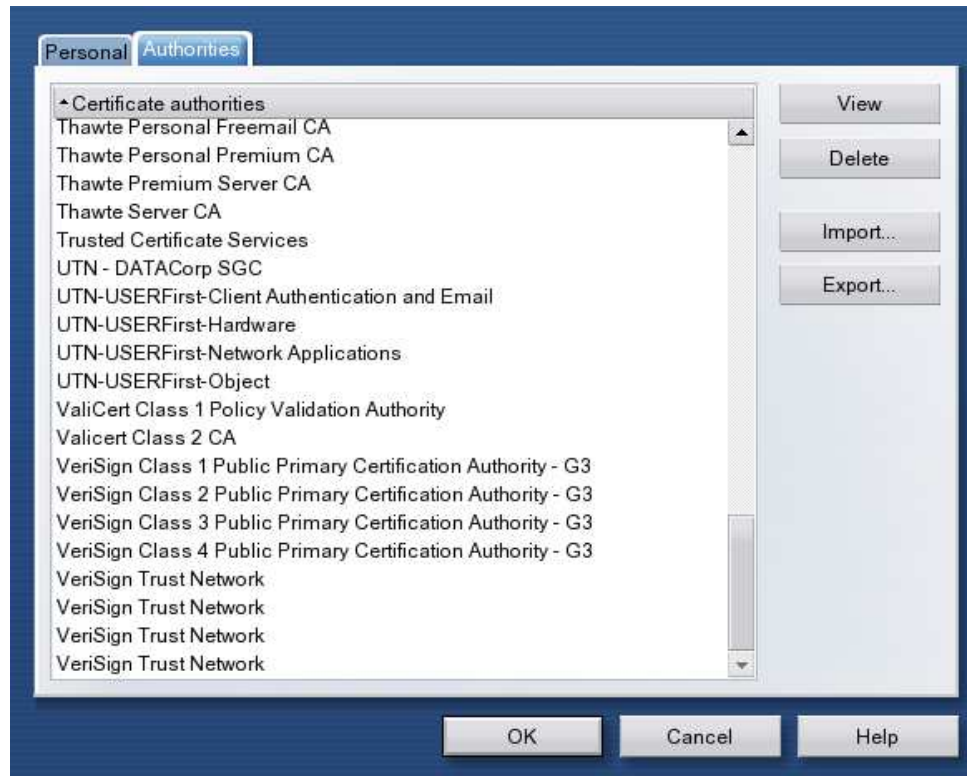 Personal Authorities
Certificate authorities
Thawte Personal Freemail CA
Thawte Personal Premium CA
Thawte Premium Server CA
Thawte Server CA
Trusted Certificate Services
UTN - DATACorp SGC
UTN-USERFirst-Client Authentication and Email
UTN-USERFirst-Hardware
UTN-USERFirst-Network Applications
UTN-USERFirst-Object
ValiCert Class 1 Policy Validation Authority
Valicert Class 2 CA
VeriSign Class 1 Public Primary Certification Authority - G3
VeriSign Class 2 Public Primary Certification Authority - G3
VeriSign Class 3 Public Primary Certification Authority - G3
VeriSign Class 4 Public Primary Certification Authority - G3
VeriSign Trust Network
VeriSign Trust Network
VeriSign Trust Network
VeriSign Trust Network
View
Delete
Import...
Export...
OK Cancel Help